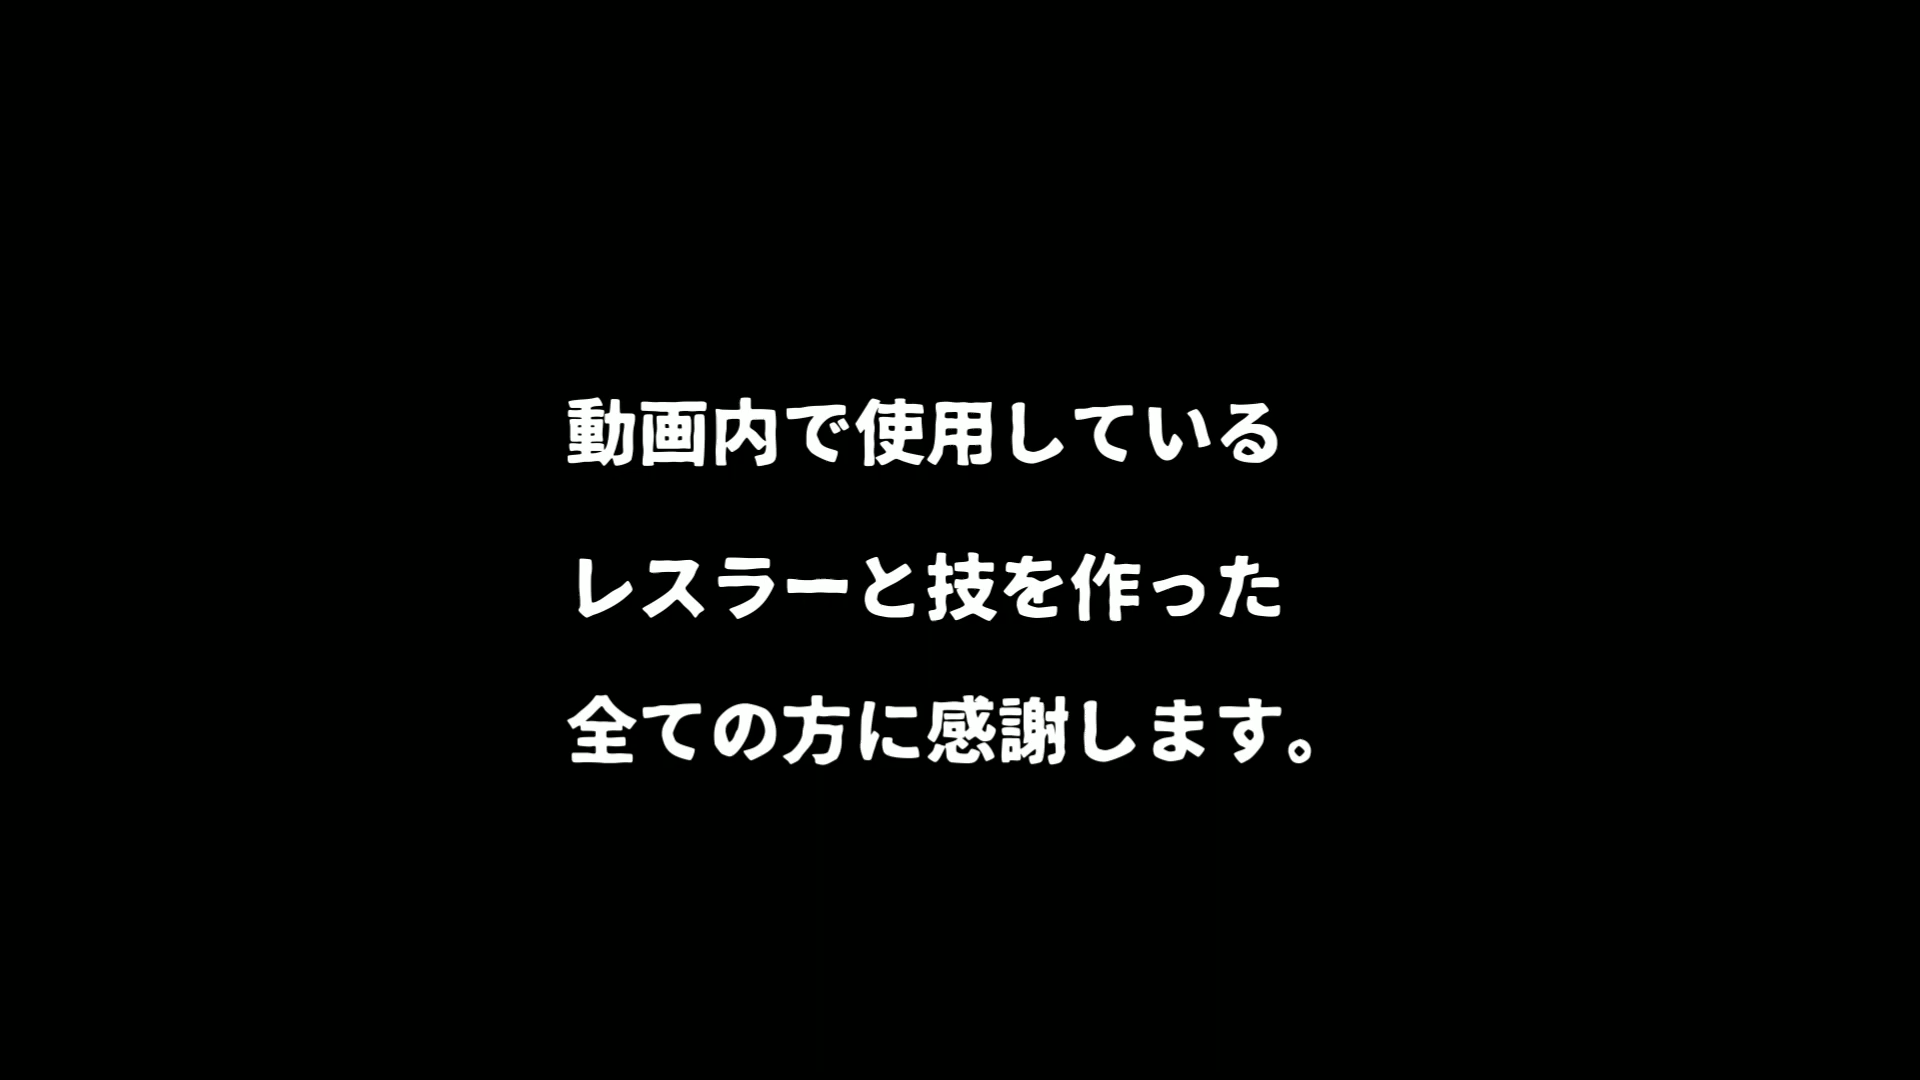 動画内で使用している
レスラーと技を作った
全ての方に感謝します。